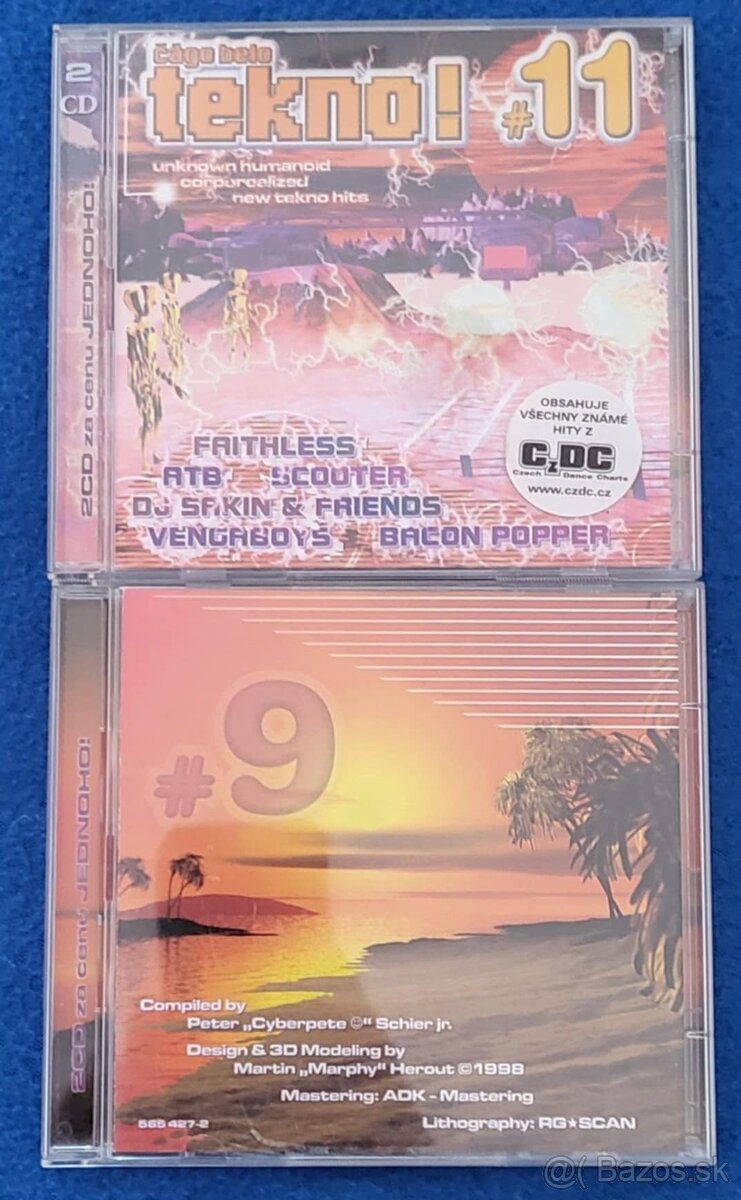 2
CD
2CD za cenu JEDNOHO!
čágo belo
tekno! #11
unknown humanoid
corporealized
new tekno hits
FAITHLESS
ATB SCOOTER
DJ SAKIN & FRIENDS
VENGABOYS BACON POPPER
OBSAHUJE
VŠECHNY ZNÁMÉ
HITY Z
CzDC
Czech Dance Charts
www.czdc.cz
2CD za cenu JEDNOHO!
#9
Compiled by
Peter „Cyberpete ☺“ Schier jr.
Design & 3D Modeling by
Martin „Marphy“ Herout ©1998
Mastering: ADK - Mastering
565 427-2
Lithography: RG★SCAN
@( Bazos.sk